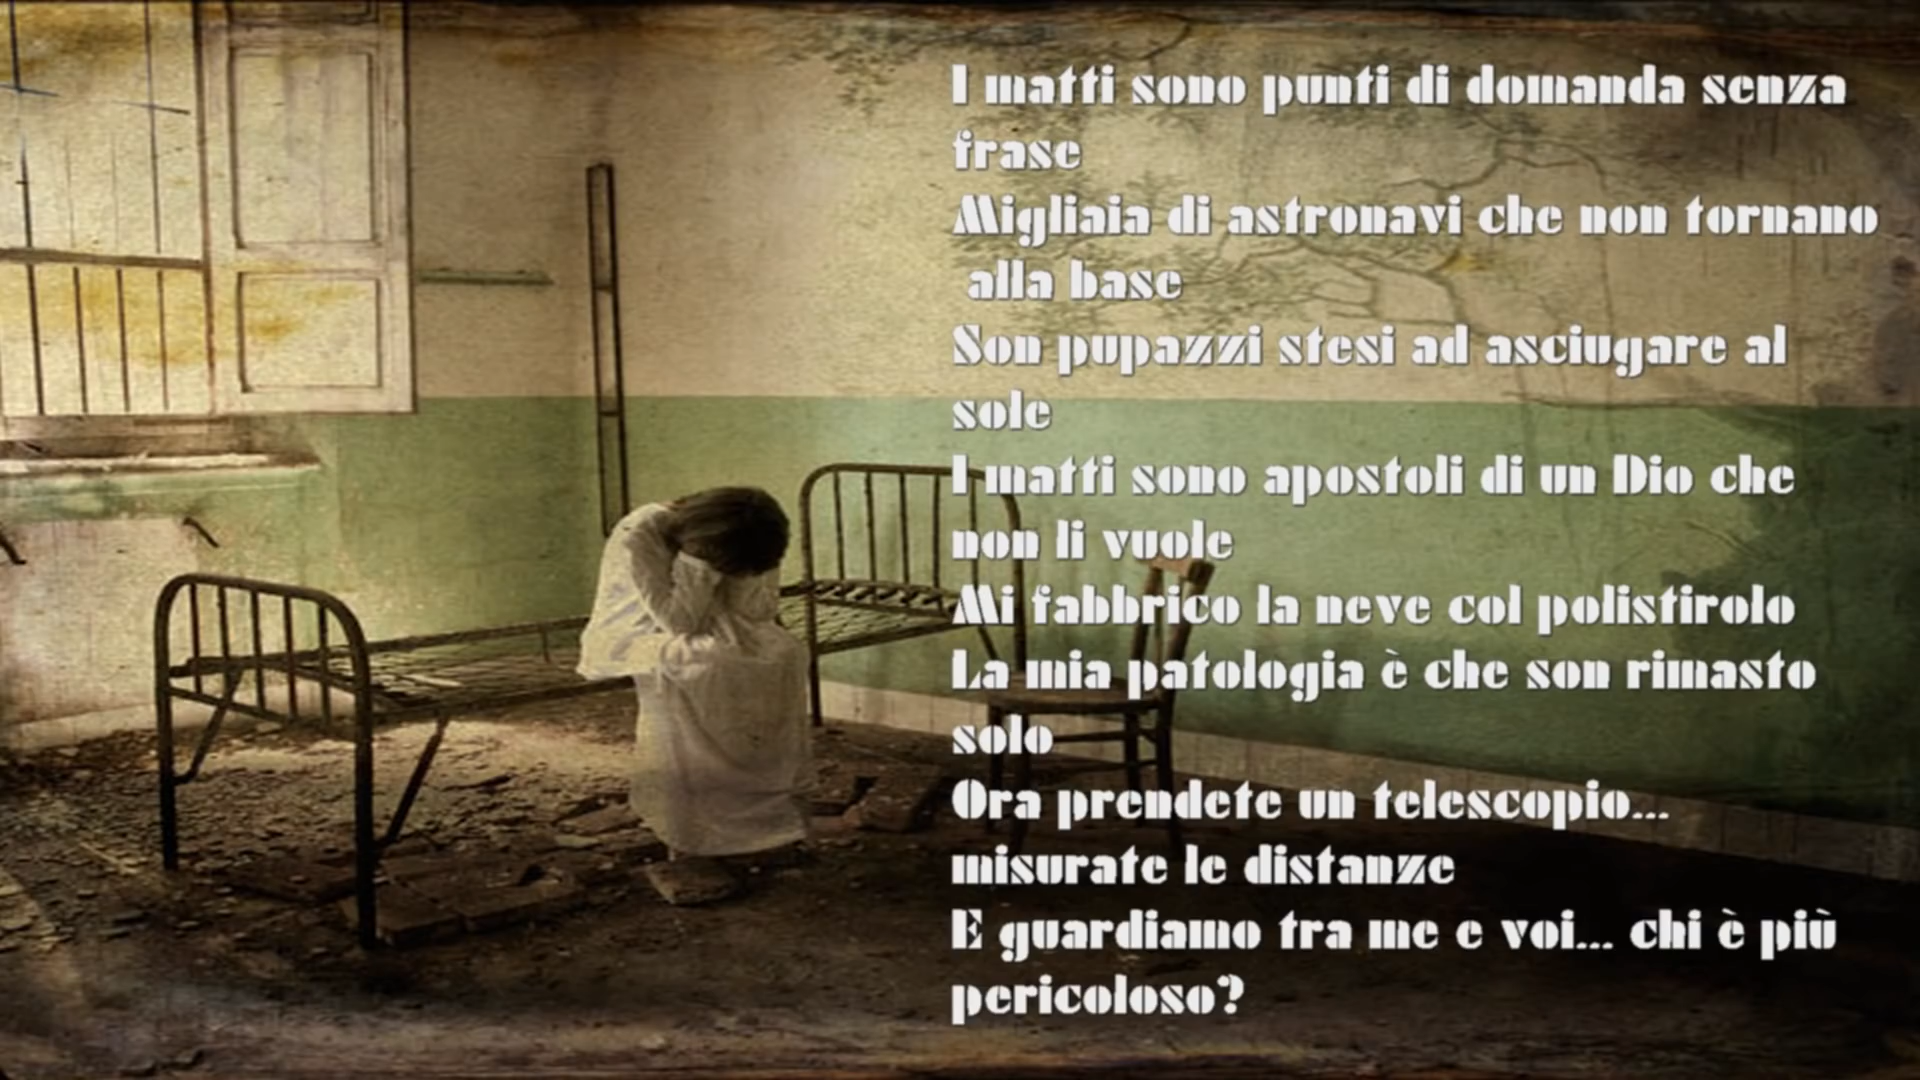 I matti sono punti di domanda senza
frase
Migliaia di astronavi che non tornano
alla base
Son pupazzi stesi ad asciugare al
sole
I matti sono apostoli di un Dio che
non li vuole
Mi fabbrico la neve col polistirolo
La mia patologia è che son rimasto
solo
Ora prendete un telescopio...
misurate le distanze
E guardiamo tra me e voi... chi è più
pericoloso?